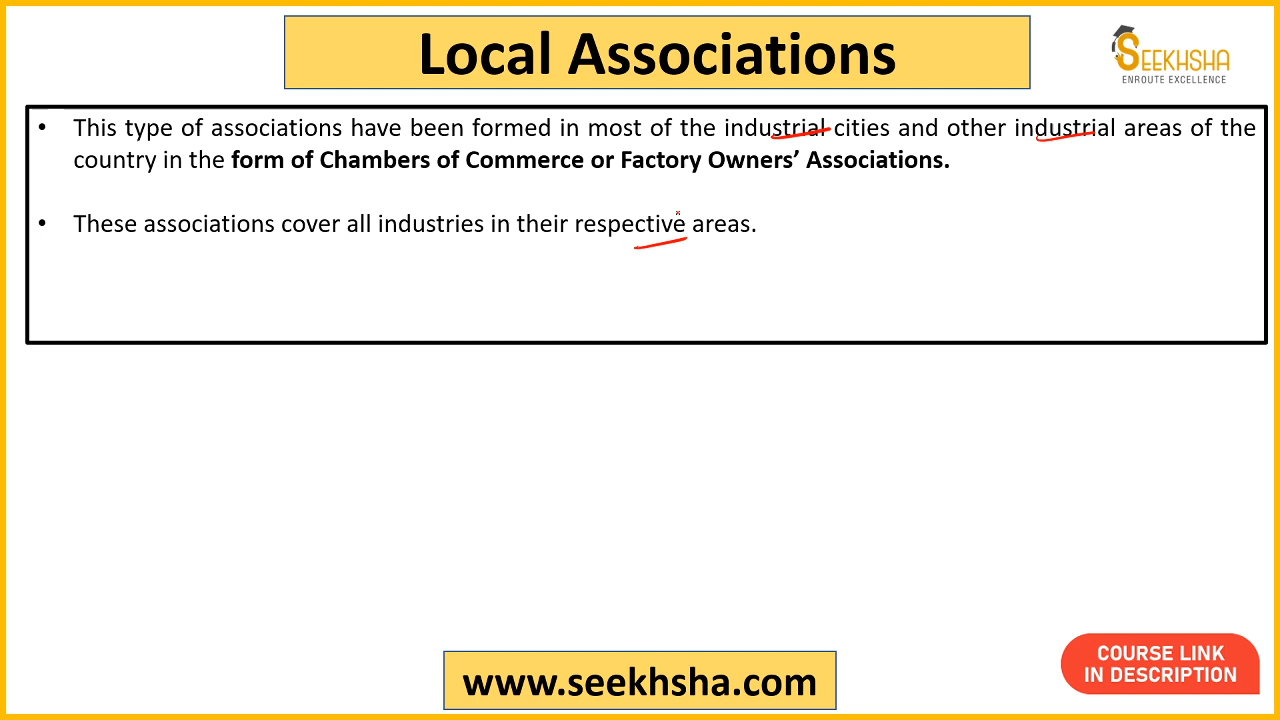 Local Associations
SEEKHSHA
ENROUTE EXCELLENCE
• This type of associations have been formed in most of the industrial cities and other industrial areas of the
country in the form of Chambers of Commerce or Factory Owners’ Associations.
• These associations cover all industries in their respective areas.
COURSE LINK
IN DESCRIPTION
www.seekhsha.com